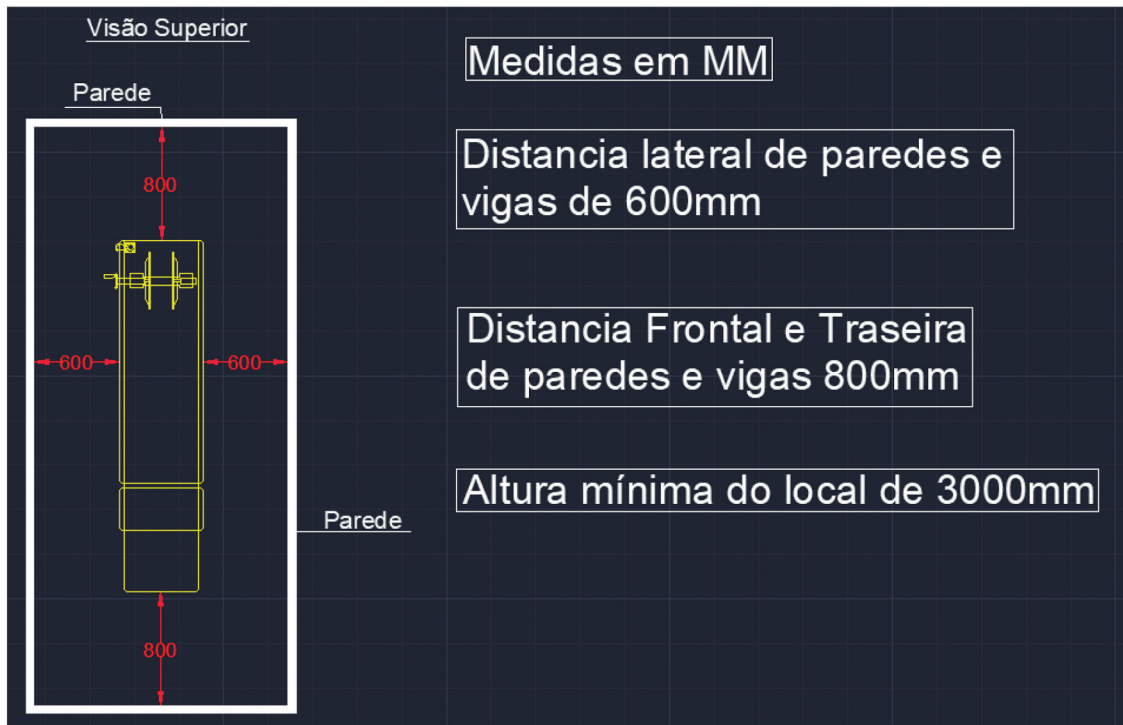 Visão Superior
Medidas em MM
Parede
800
Distancia lateral de paredes e
vigas de 600mm
600
600
Distancia Frontal e Traseira
de paredes e vigas 800mm
Altura mínima do local de 3000mm
Parede
800